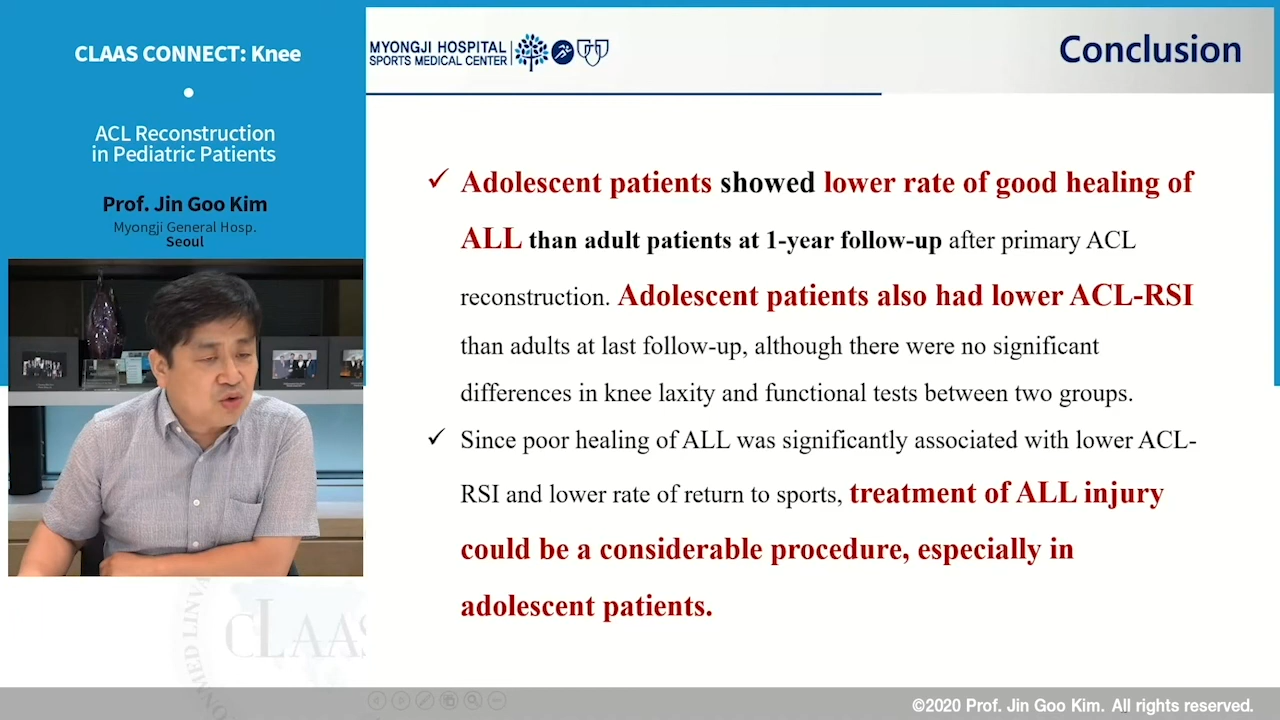 CLAAS CONNECT: Knee
ACL Reconstruction
in Pediatric Patients
Prof. Jin Goo Kim
Myongji General Hosp.
Seoul
MYONGJI HOSPITAL
SPORTS MEDICAL CENTER
Conclusion
✓ Adolescent patients showed lower rate of good healing of
ALL than adult patients at 1-year follow-up after primary ACL
reconstruction. Adolescent patients also had lower ACL-RSI
than adults at last follow-up, although there were no significant
differences in knee laxity and functional tests between two groups.
✓ Since poor healing of ALL was significantly associated with lower ACL-
RSI and lower rate of return to sports, treatment of ALL injury
could be a considerable procedure, especially in
adolescent patients.
CLAAS
©2020 Prof. Jin Goo Kim. All rights reserved.